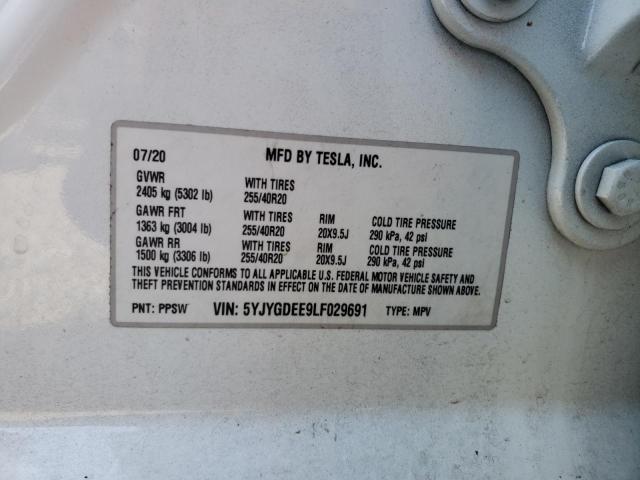 07/20 MFD BY TESLA, INC.
GVWR WITH TIRES
2405 kg (5302 lb) 255/40R20
GAWR FRT WITH TIRES RIM COLD TIRE PRESSURE
1363 kg (3004 lb) 255/40R20 20X9.5J 290 kPa, 42 psi
GAWR RR WITH TIRES RIM COLD TIRE PRESSURE
1500 kg (3306 lb) 255/40R20 20X9.5J 290 kPa, 42 psi
THIS VEHICLE CONFORMS TO ALL APPLICABLE U.S. FEDERAL MOTOR VEHICLE SAFETY AND
THEFT PREVENTION STANDARDS IN EFFECT ON THE DATE OF MANUFACTURE SHOWN ABOVE.
PNT: PPSW VIN: 5YJYGDEE9LF029691 TYPE: MPV